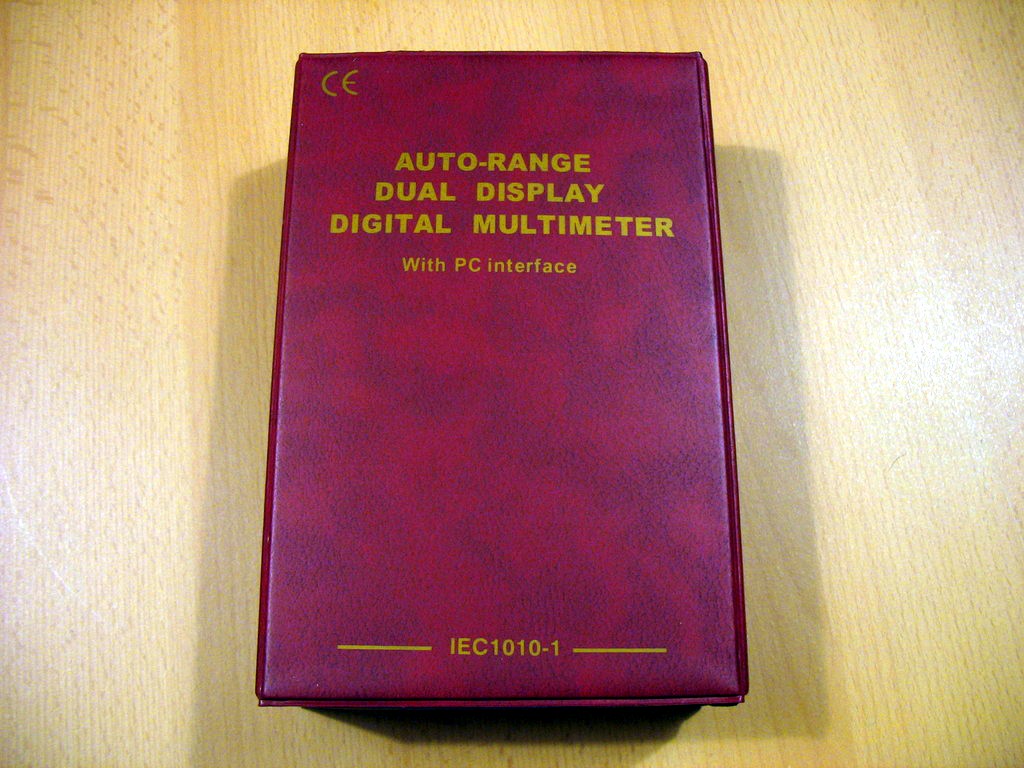 CE
AUTO-RANGE
DUAL DISPLAY
DIGITAL MULTIMETER
With PC interface
IEC1010-1